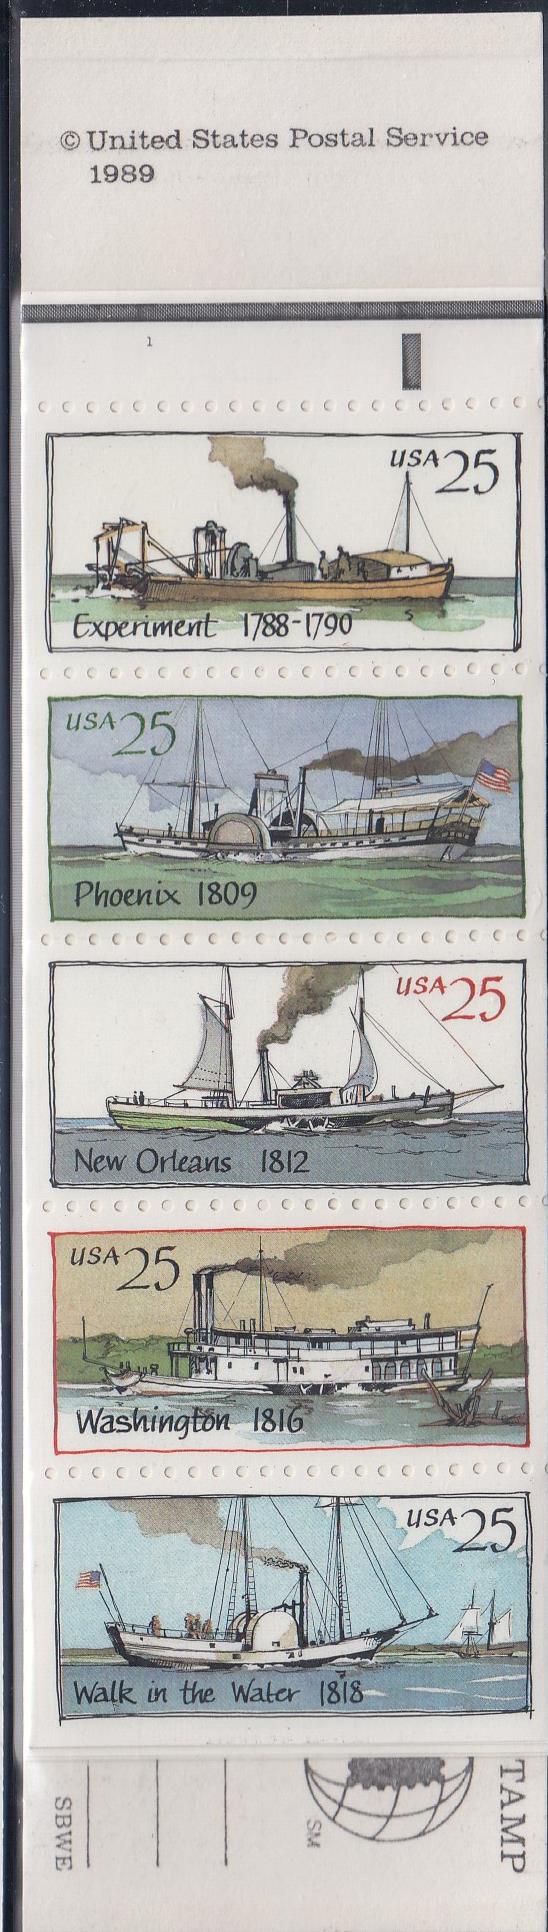 © United States Postal Service
1989
1
USA 25
Experiment 1788-1790
USA 25
Phoenix 1809
USA 25
New Orleans 1812
USA 25
Washington 1816
USA 25
Walk in the Water 1818
SBWE
SM
TAMP